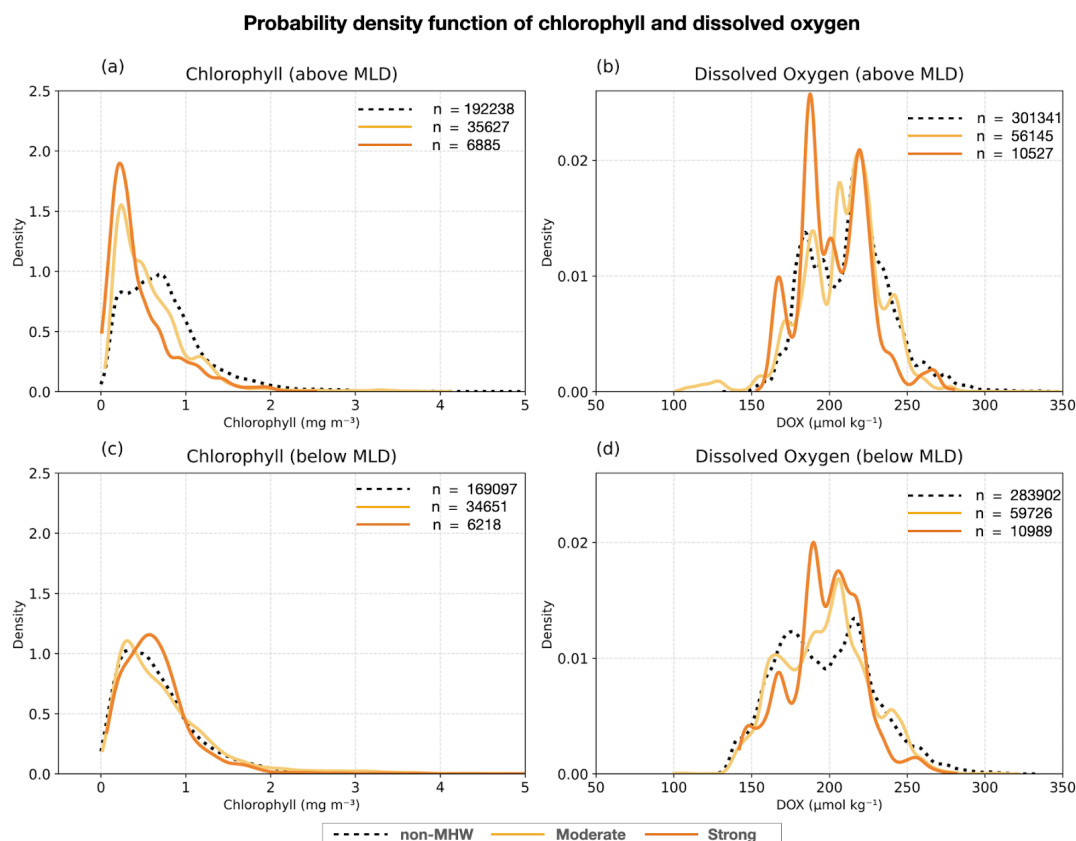 Probability density function of chlorophyll and dissolved oxygen
(a)
Chlorophyll (above MLD)
2.5
2.0
1.5
1.0
0.5
0.0
Density
n = 192238
n = 35627
n = 6885
0 1 2 3 4 5
Chlorophyll (mg m⁻³)
(b)
Dissolved Oxygen (above MLD)
0.02
0.01
0.00
Density
n = 301341
n = 56145
n = 10527
50 100 150 200 250 300 350
DOX (μmol kg⁻¹)
(c)
Chlorophyll (below MLD)
2.5
2.0
1.5
1.0
0.5
0.0
Density
n = 169097
n = 34651
n = 6218
0 1 2 3 4 5
Chlorophyll (mg m⁻³)
(d)
Dissolved Oxygen (below MLD)
0.02
0.01
0.00
Density
n = 283902
n = 59726
n = 10989
50 100 150 200 250 300 350
DOX (μmol kg⁻¹)
non-MHW Moderate Strong